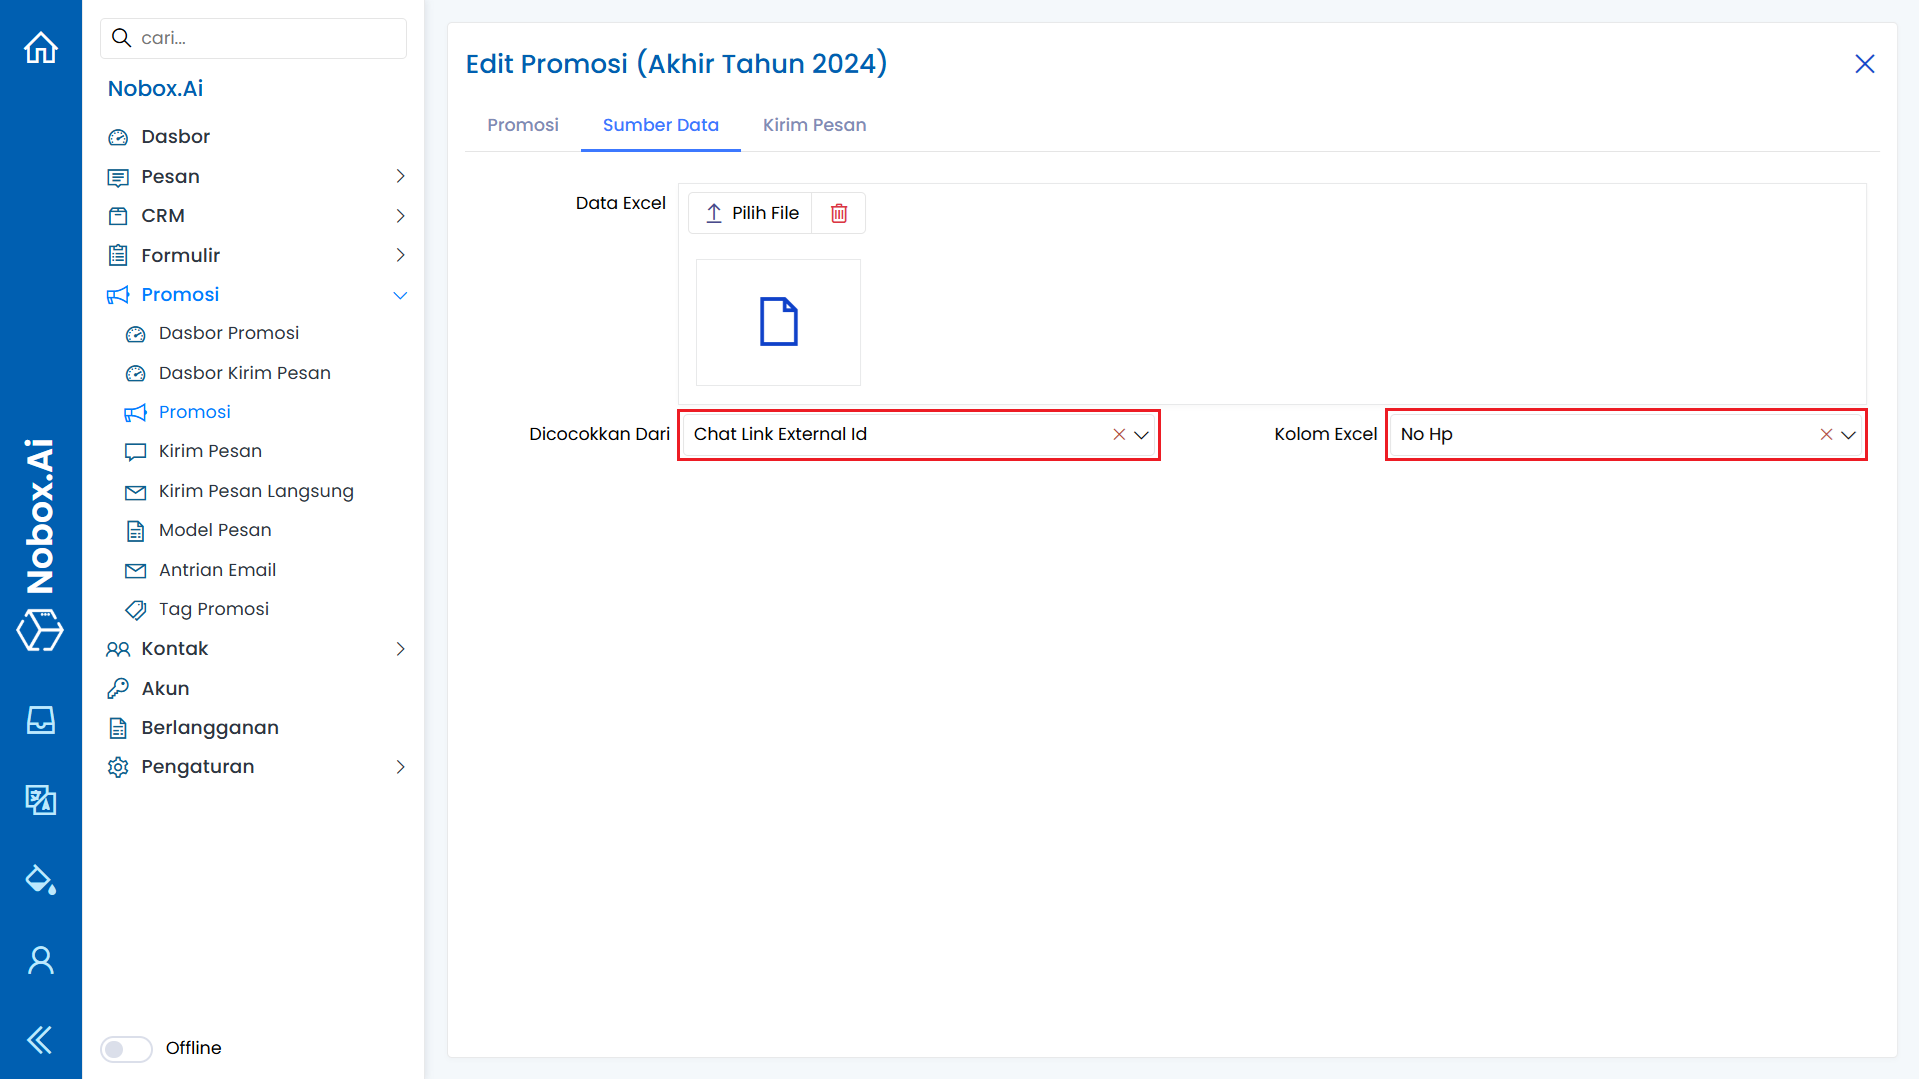 Nobox.Ai
cari...
Nobox.Ai
Dasbor
Pesan
CRM
Formulir
Promosi
Dasbor Promosi
Dasbor Kirim Pesan
Promosi
Kirim Pesan
Kirim Pesan Langsung
Model Pesan
Antrian Email
Tag Promosi
Kontak
Akun
Berlangganan
Pengaturan
Offline
Edit Promosi (Akhir Tahun 2024)
Promosi Sumber Data Kirim Pesan
Data Excel Pilih File
Dicocokkan Dari Chat Link External Id Kolom Excel No Hp